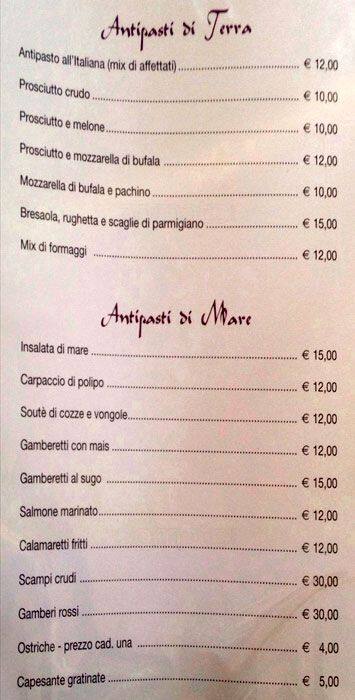 Antipasti di Terra
Antipasto all'Italiana (mix di affettati) € 12,00
Prosciutto crudo € 10,00
Prosciutto e melone € 10,00
Prosciutto e mozzarella di bufala € 12,00
Mozzarella di bufala e pachino € 10,00
Bresaola, rughetta e scaglie di parmigiano € 15,00
Mix di formaggi € 12,00
Antipasti di Mare
Insalata di mare € 15,00
Carpaccio di polipo € 12,00
Soutè di cozze e vongole € 12,00
Gamberetti con mais € 12,00
Gamberetti al sugo € 15,00
Salmone marinato € 12,00
Calamaretti fritti € 12,00
Scampi crudi € 30,00
Gamberi rossi € 30,00
Ostriche - prezzo cad. una € 4,00
Capesante gratinate € 5,00